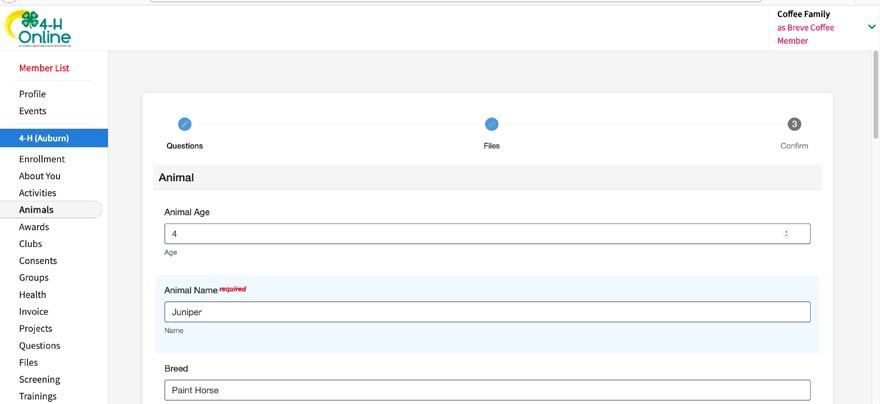 4-H
Online
Coffee Family
as Breve Coffee
Member
Member List
Profile
Events
4-H (Auburn)
Enrollment
About You
Activities
Animals
Awards
Clubs
Consents
Groups
Health
Invoice
Projects
Questions
Files
Screening
Trainings
Questions
Files
3
Confirm
Animal
Animal Age
4
Age
Animal Name required
Juniper
Name
Breed
Paint Horse